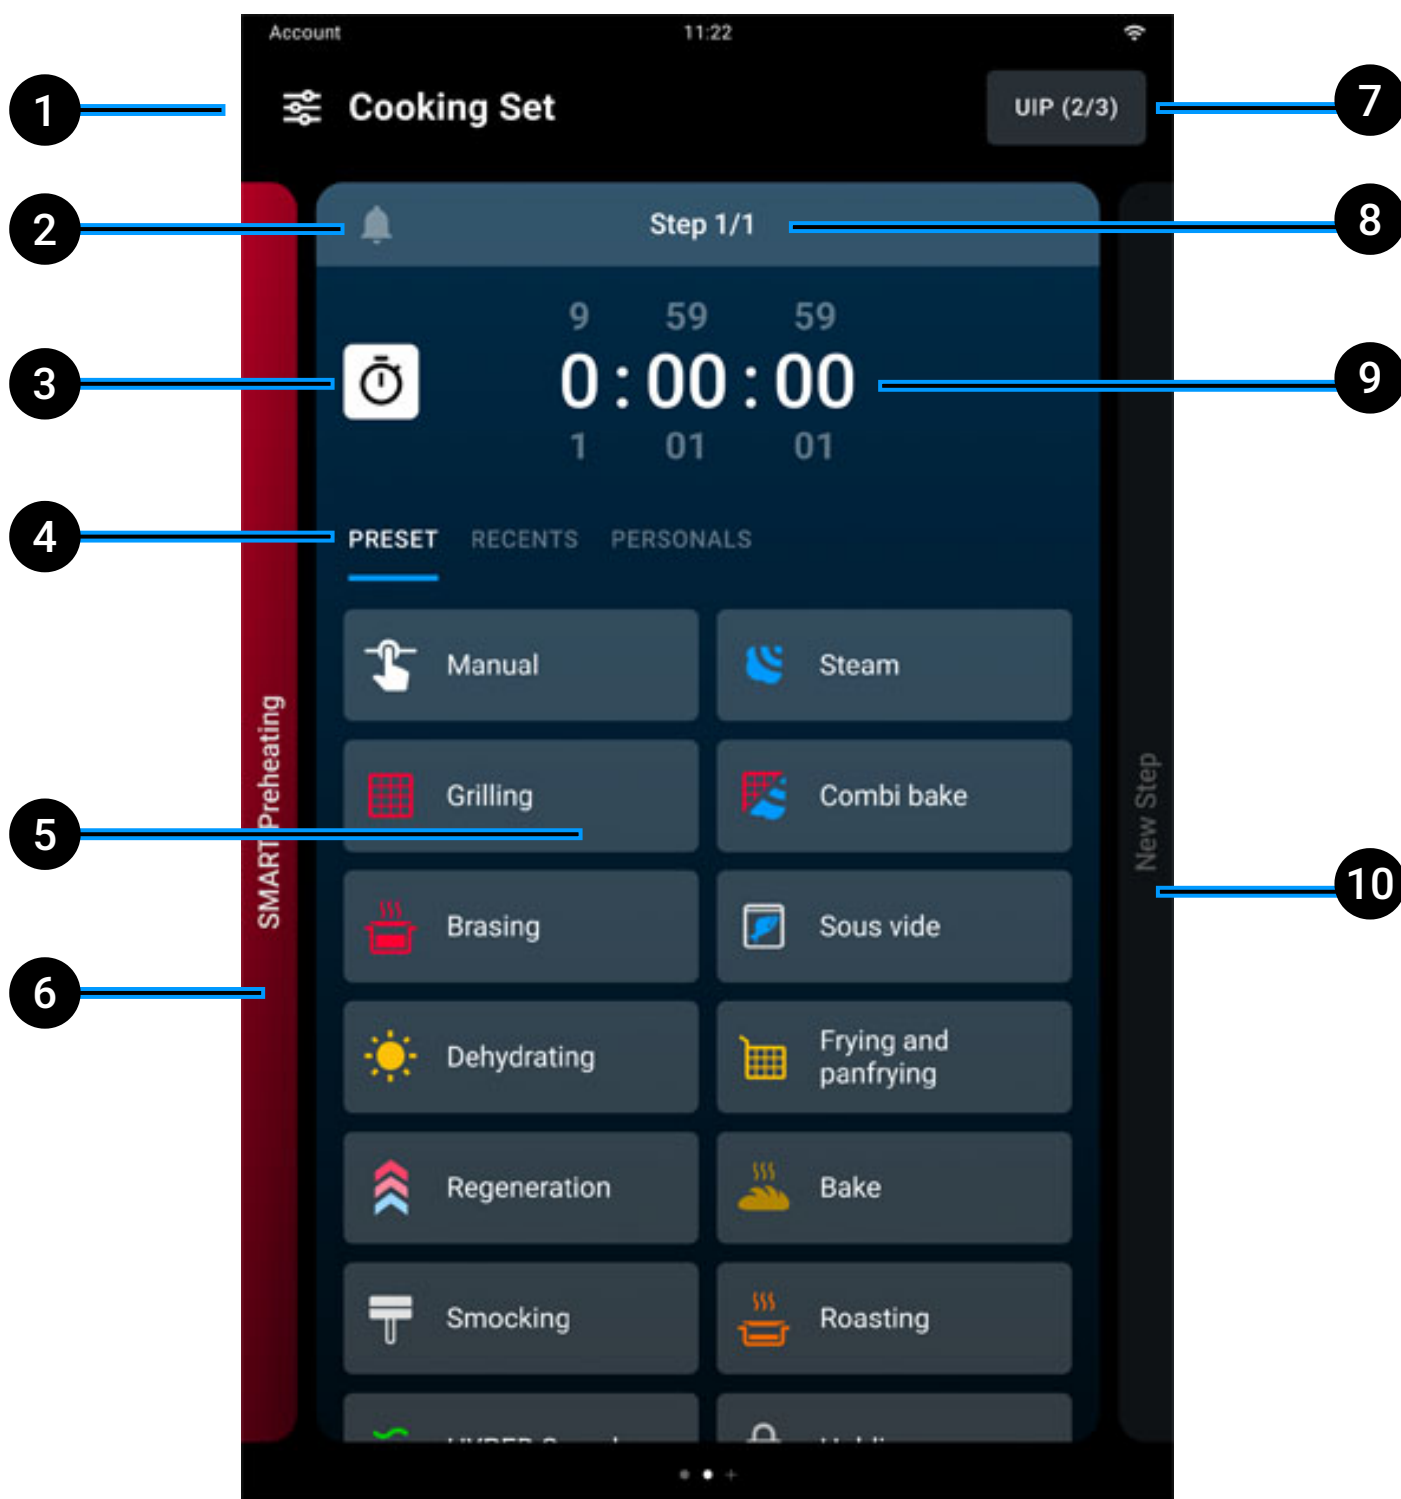 Account 11:22
1 Cooking Set UIP (2/3) 7
2 Step 1/1 8
9 59 59
3 0 : 00 : 00 9
1 01 01
4 PRESET RECENTS PERSONALS
Manual Steam
Grilling Combi bake
5
SMART Preheating
New Step
10
Brasing Sous vide
6
Dehydrating Frying and
panfrying
Regeneration Bake
Smocking Roasting